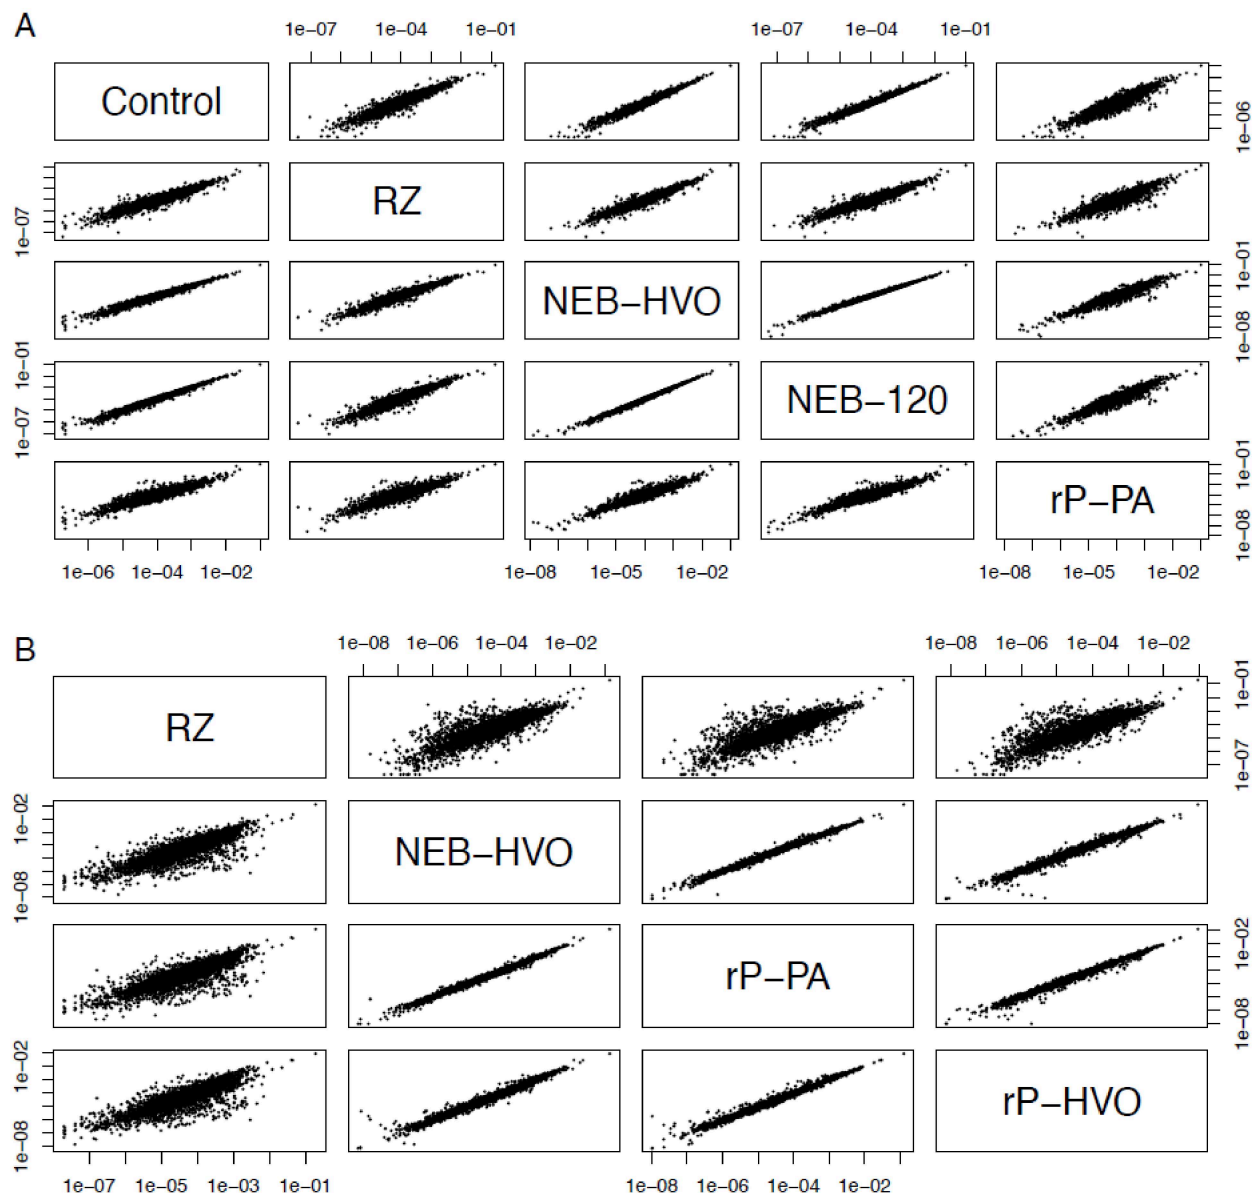 A
1e−07 1e−04 1e−01 1e−07 1e−04 1e−01
Control
1e−06
RZ
1e−07
NEB−HVO
1e−01
1e−08
1e−01
1e−07
NEB−120
rP−PA
1e−01
1e−08
1e−06 1e−04 1e−02 1e−08 1e−05 1e−02 1e−08 1e−05 1e−02
B
1e−08 1e−06 1e−04 1e−02 1e−08 1e−06 1e−04 1e−02
RZ
1e−01
1e−07
1e−02
1e−08
NEB−HVO
rP−PA
1e−02
1e−08
1e−02
1e−08
rP−HVO
1e−07 1e−05 1e−03 1e−01 1e−08 1e−06 1e−04 1e−02